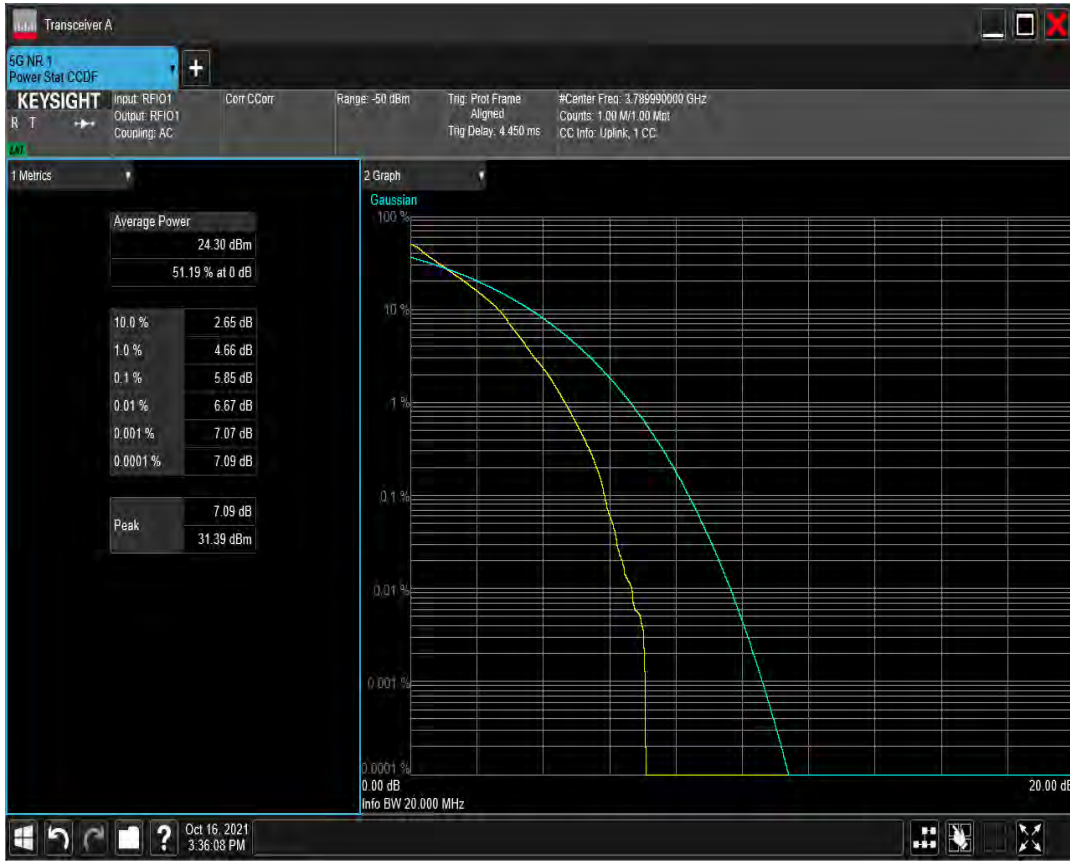 Transceiver A
5G NR 1
Power Stat CCDF
+
KEYSIGHT
R T
LXI
Input: RFIO1
Output: RFIO1
Coupling: AC
Corr CCorr
Range: -50 dBm
Trig: Prot Frame
Aligned
Trig Delay: 4.450 ms
#Center Freq: 3.789990000 GHz
Counts: 1.00 M/1.00 Mpt
CC Info: Uplink, 1 CC
1 Metrics
Average Power
24.30 dBm
51.19 % at 0 dB
10.0 % 2.65 dB
1.0 % 4.66 dB
0.1 % 5.85 dB
0.01 % 6.67 dB
0.001 % 7.07 dB
0.0001 % 7.09 dB
Peak 7.09 dB
31.39 dBm
2 Graph
Gaussian
100 %
10 %
1 %
0.1 %
0.01 %
0.001 %
0.0001 %
0.00 dB 20.00 dB
Info BW 20.000 MHz
?
Oct 16, 2021
3:36:08 PM